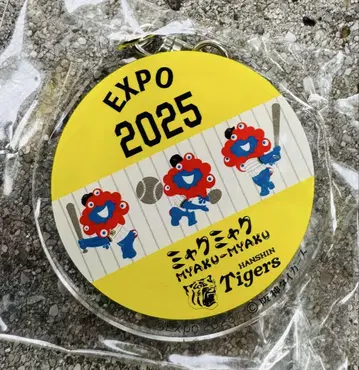 EXPO
2025
ミャクミャク
MYAKU-MYAKU
HANSHIN
Tigers